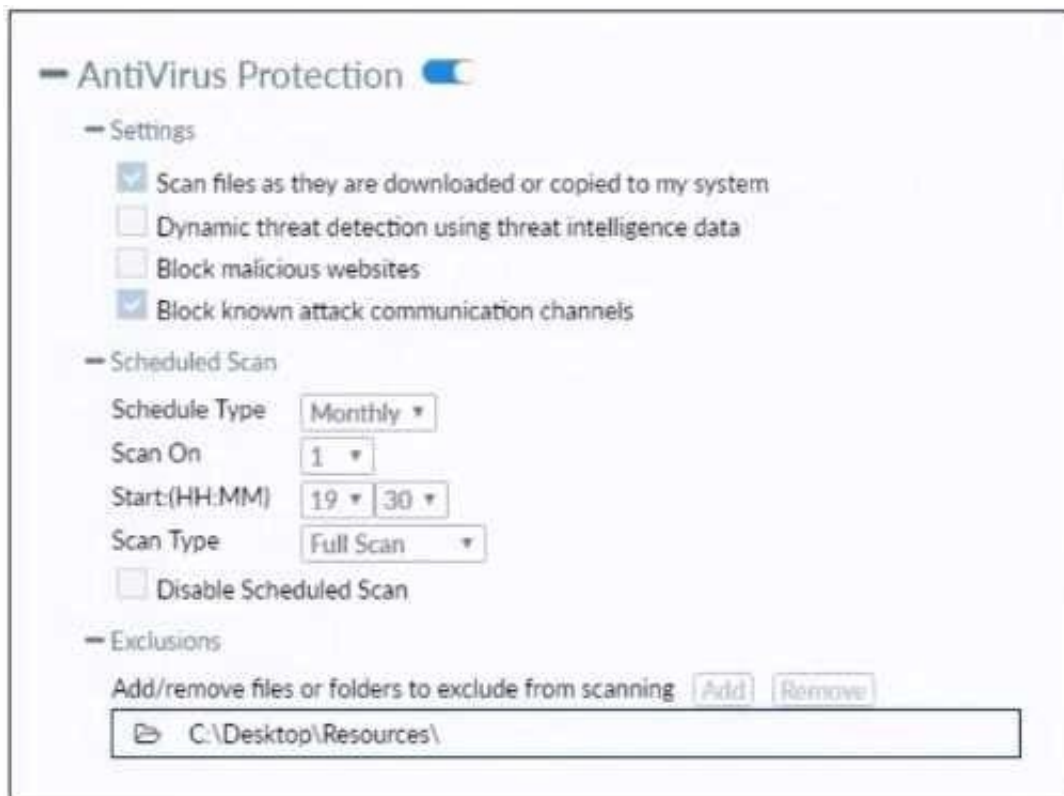 AntiVirus Protection
Settings
Scan files as they are downloaded or copied to my system
Dynamic threat detection using threat intelligence data
Block malicious websites
Block known attack communication channels
Scheduled Scan
Schedule Type Monthly
Scan On 1
Start:(HH:MM) 19 30
Scan Type Full Scan
Disable Scheduled Scan
Exclusions
Add/remove files or folders to exclude from scanning Add Remove
C:\Desktop\Resources\